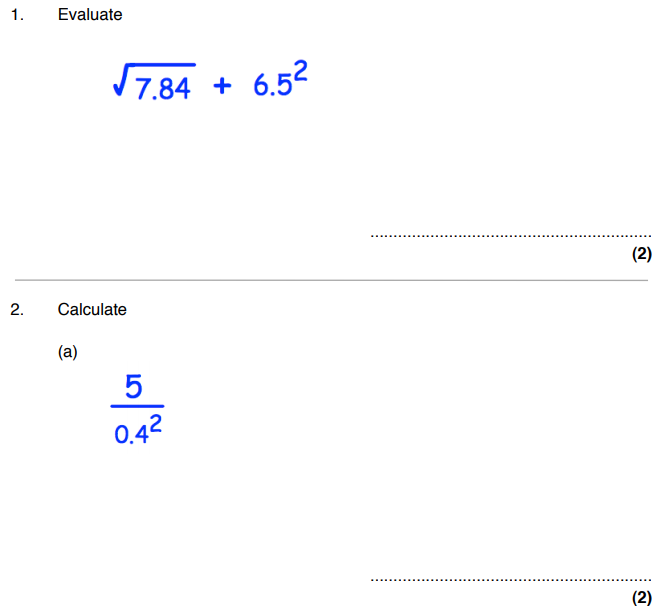 1. Evaluate
√7.84 + 6.5²
(2)
2. Calculate
(a)
5
0.4²
(2)